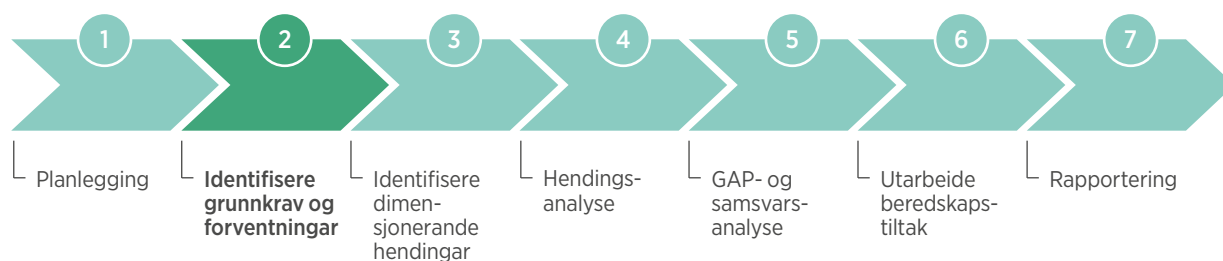 1
2
3
4
5
6
7
Planlegging
Identifisere
grunnkrav og
forventningar
Identifisere
dimen-
sjonerande
hendingar
Hendings-
analyse
GAP- og
samsvars-
analyse
Utarbeide
beredskaps-
tiltak
Rapportering